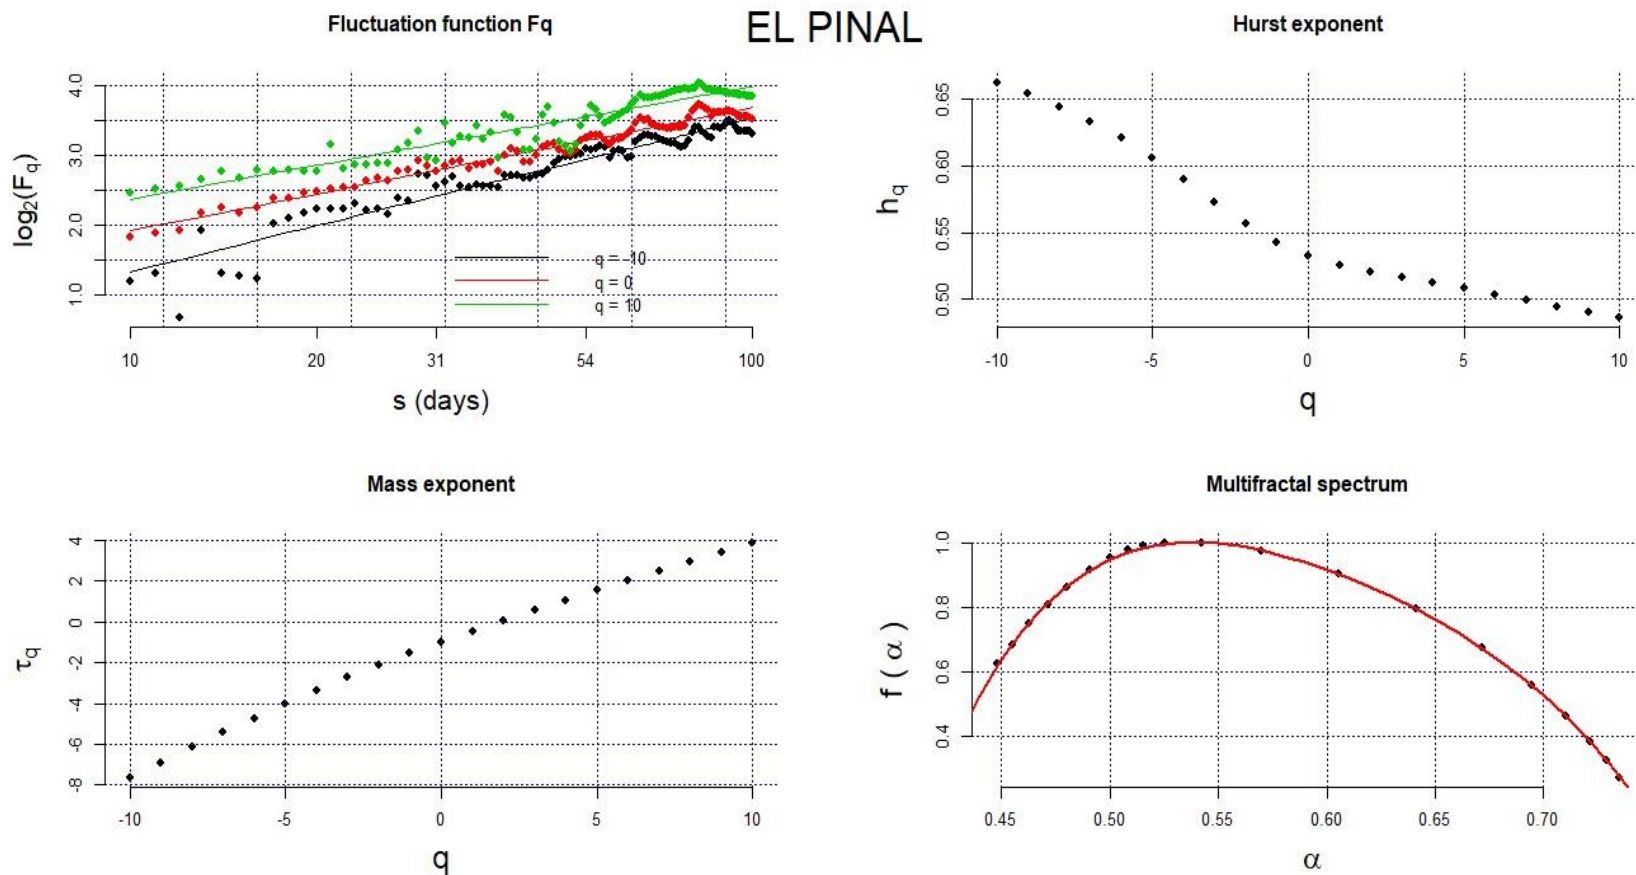 EL PINAL
Fluctuation function Fq
log₂(F_q)
4.0
3.0
2.0
1.0
q = −10
q = 0
q = 10
10 20 31 54 100
s (days)
Hurst exponent
h_q
0.65
0.60
0.55
0.50
-10 -5 0 5 10
q
Mass exponent
τ_q
4
2
0
-2
-4
-6
-8
-10 -5 0 5 10
q
Multifractal spectrum
f ( α )
1.0
0.8
0.6
0.4
0.45 0.50 0.55 0.60 0.65 0.70
α